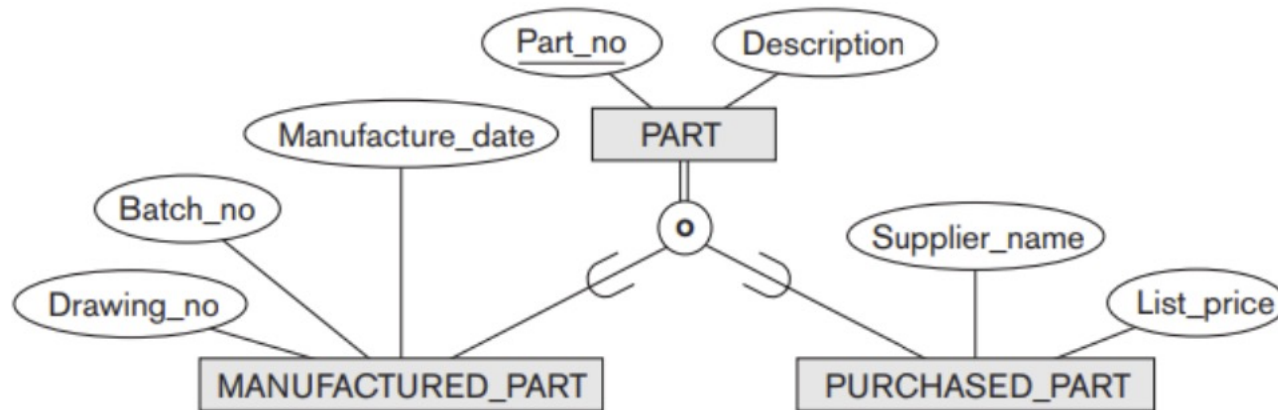 Part_no
Description
Manufacture_date
PART
Batch_no
o
Supplier_name
Drawing_no
List_price
MANUFACTURED_PART
PURCHASED_PART